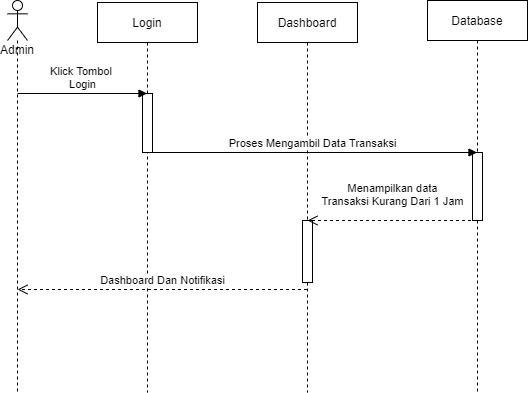 Login
Dashboard
Database
Admin
Klick Tombol
Login
Proses Mengambil Data Transaksi
Menampilkan data
Transaksi Kurang Dari 1 Jam
Dashboard Dan Notifikasi